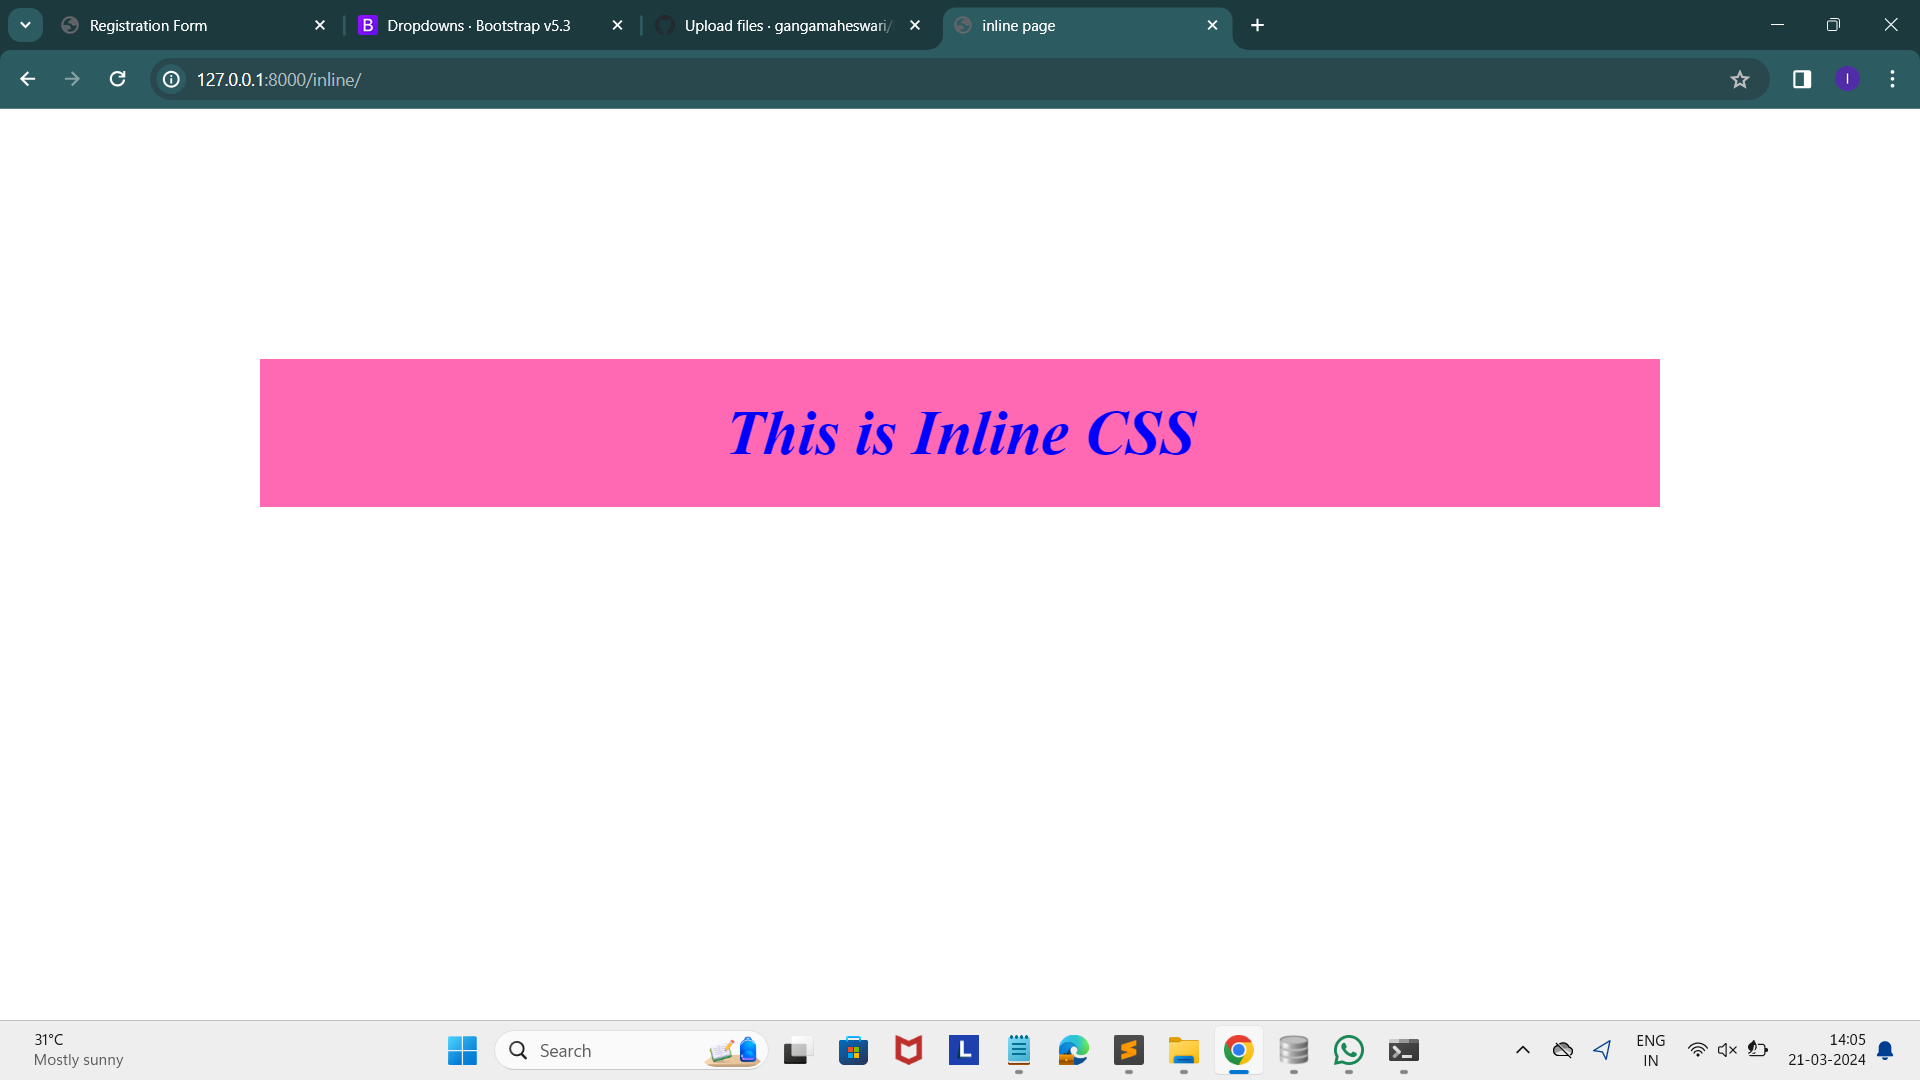 Registration Form
B Dropdowns · Bootstrap v5.3
Upload files · gangamaheswari/
inline page
127.0.0.1:8000/inline/
I
This is Inline CSS
31°C
Mostly sunny
Search
L
ENG
IN
14:05
21-03-2024